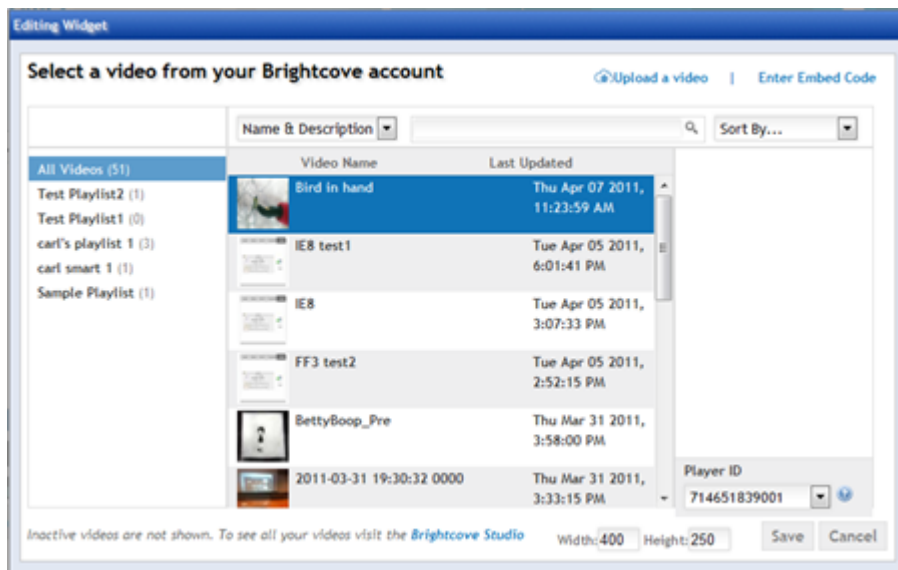 Editing Widget
Select a video from your Brightcove account
Upload a video | Enter Embed Code
Name & Description
Sort By...
Video Name Last Updated
All Videos (51)
Test Playlist2 (1)
Test Playlist1 (0)
carl's playlist 1 (3)
carl smart 1 (1)
Sample Playlist (1)
Bird in hand Thu Apr 07 2011,
11:23:59 AM
IE8 test1 Tue Apr 05 2011,
6:01:41 PM
IE8 Tue Apr 05 2011,
3:07:33 PM
FF3 test2 Tue Apr 05 2011,
2:52:15 PM
BettyBoop_Pre Thu Mar 31 2011,
3:58:00 PM
2011-03-31 19:30:32 0000 Thu Mar 31 2011,
3:33:15 PM
Player ID
714651839001
Inactive videos are not shown. To see all your videos visit the Brightcove Studio
Width: 400 Height: 250 Save Cancel